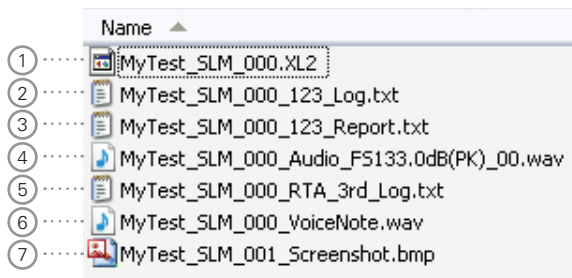 Name
1 MyTest_SLM_000.XL2
2 MyTest_SLM_000_123_Log.txt
3 MyTest_SLM_000_123_Report.txt
4 MyTest_SLM_000_Audio_FS133.0dB(PK)_00.wav
5 MyTest_SLM_000_RTA_3rd_Log.txt
6 MyTest_SLM_000_VoiceNote.wav
7 MyTest_SLM_001_Screenshot.bmp